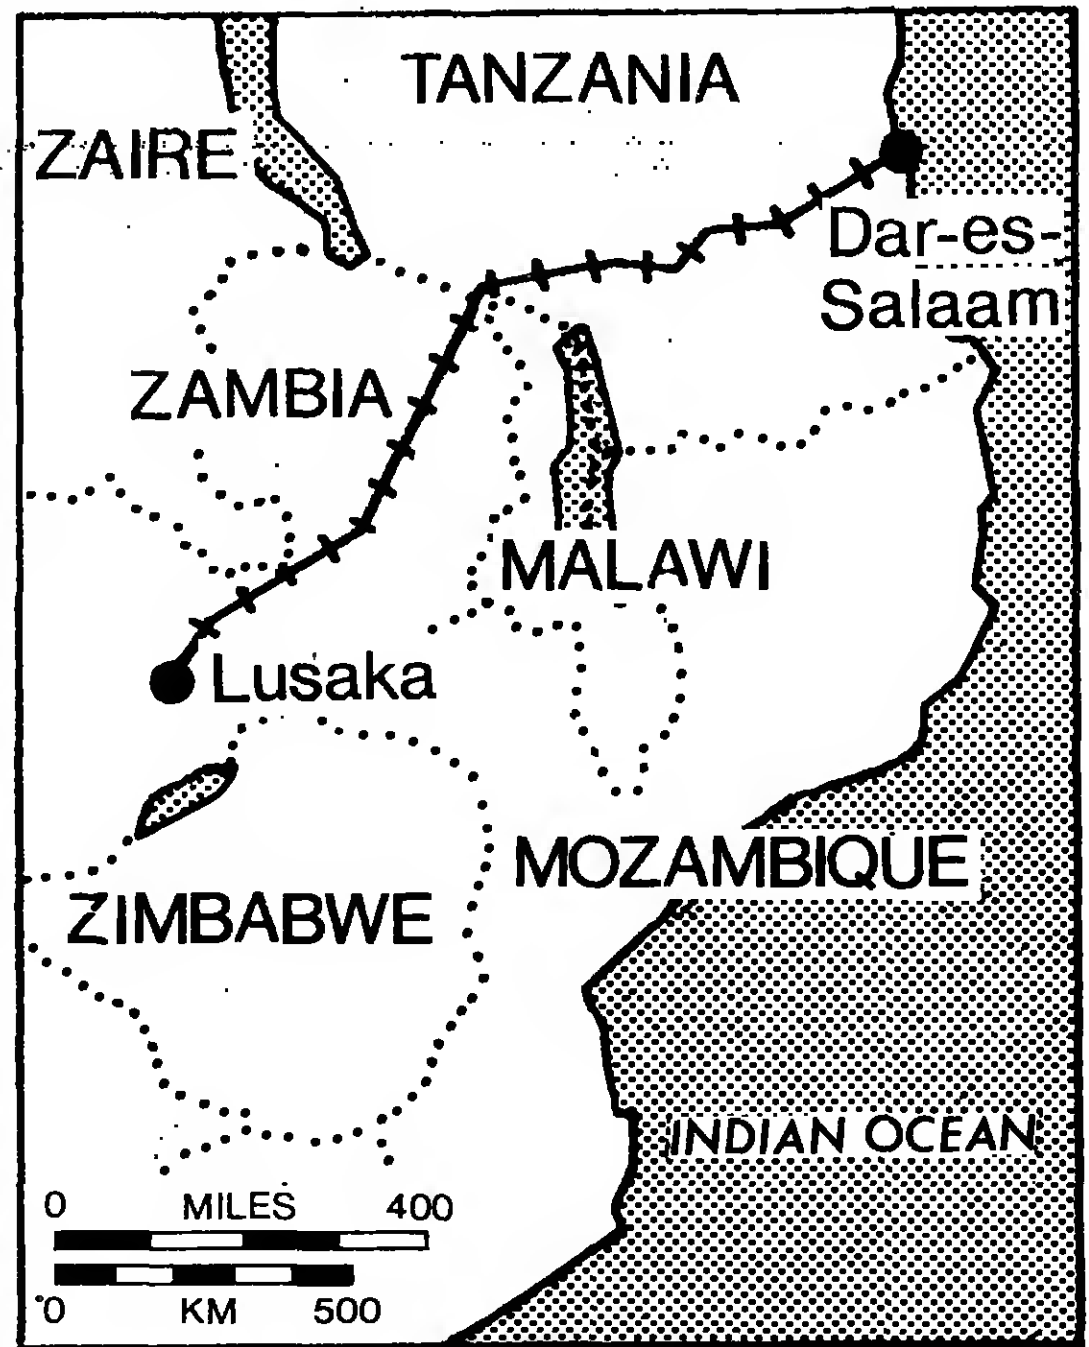 TANZANIA
ZAIRE
Dar-es-
Salaam
ZAMBIA
MALAWI
Lusaka
MOZAMBIQUE
ZIMBABWE
INDIAN OCEAN
0 MILES 400
0 KM 500